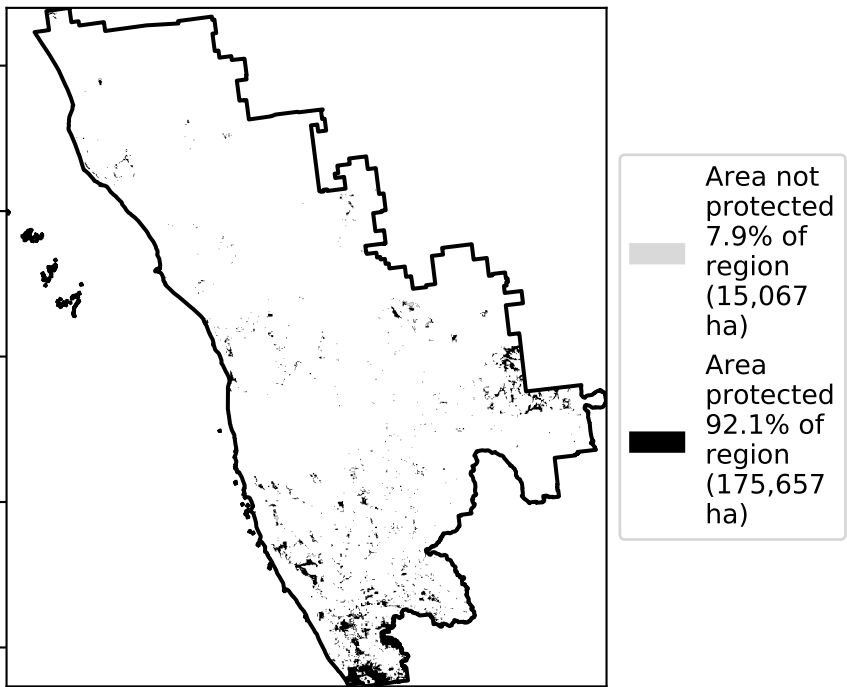 Area not
protected
7.9% of
region
(15,067
ha)
Area
protected
92.1% of
region
(175,657
ha)